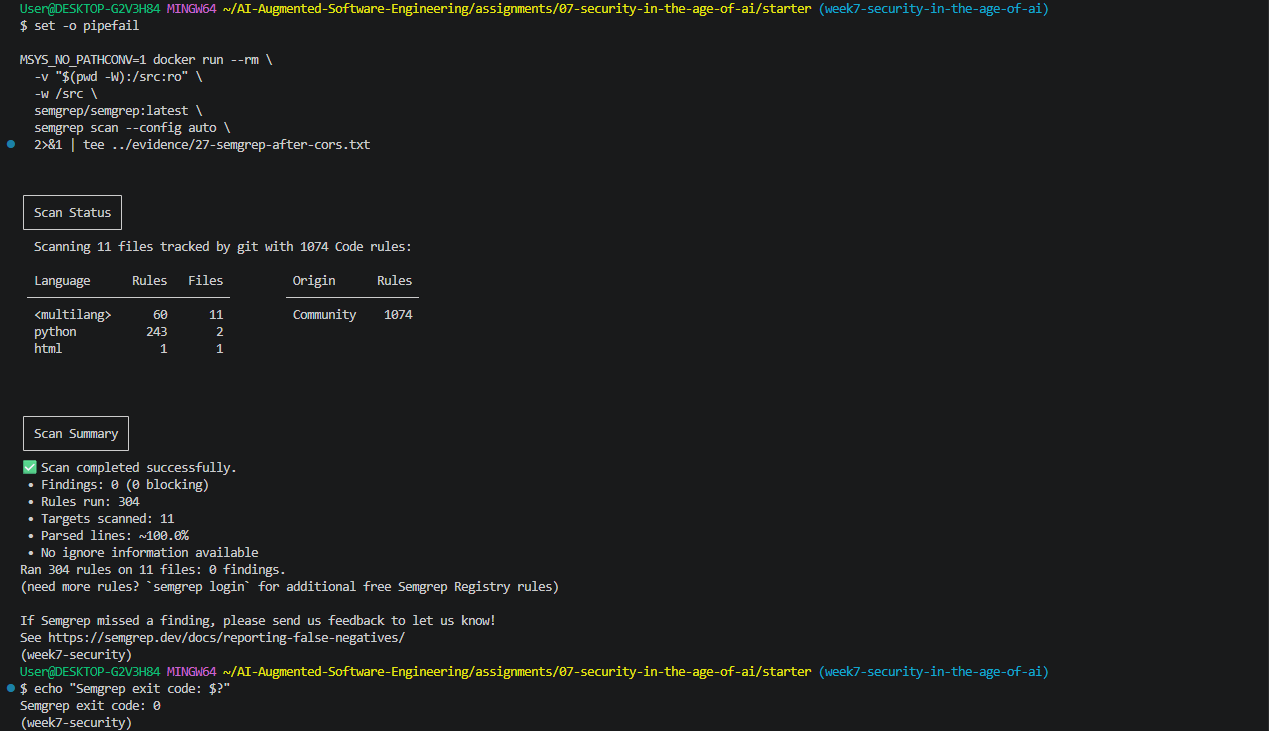 User@DESKTOP-G2V3H84 MINGW64 ~/AI-Augmented-Software-Engineering/assignments/07-security-in-the-age-of-ai/starter (week7-security-in-the-age-of-ai)
$ set -o pipefail
MSYS_NO_PATHCONV=1 docker run --rm \
-v "$(pwd -W):/src:ro" \
-w /src \
semgrep/semgrep:latest \
semgrep scan --config auto \
2>&1 | tee ../evidence/27-semgrep-after-cors.txt
Scan Status
Scanning 11 files tracked by git with 1074 Code rules:
Language Rules Files Origin Rules
<multilang> 60 11 Community 1074
python 243 2
html 1 1
Scan Summary
✅ Scan completed successfully.
• Findings: 0 (0 blocking)
• Rules run: 304
• Targets scanned: 11
• Parsed lines: ~100.0%
• No ignore information available
Ran 304 rules on 11 files: 0 findings.
(need more rules? `semgrep login` for additional free Semgrep Registry rules)
If Semgrep missed a finding, please send us feedback to let us know!
See https://semgrep.dev/docs/reporting-false-negatives/
(week7-security)
User@DESKTOP-G2V3H84 MINGW64 ~/AI-Augmented-Software-Engineering/assignments/07-security-in-the-age-of-ai/starter (week7-security-in-the-age-of-ai)
$ echo "Semgrep exit code: $?"
Semgrep exit code: 0
(week7-security)